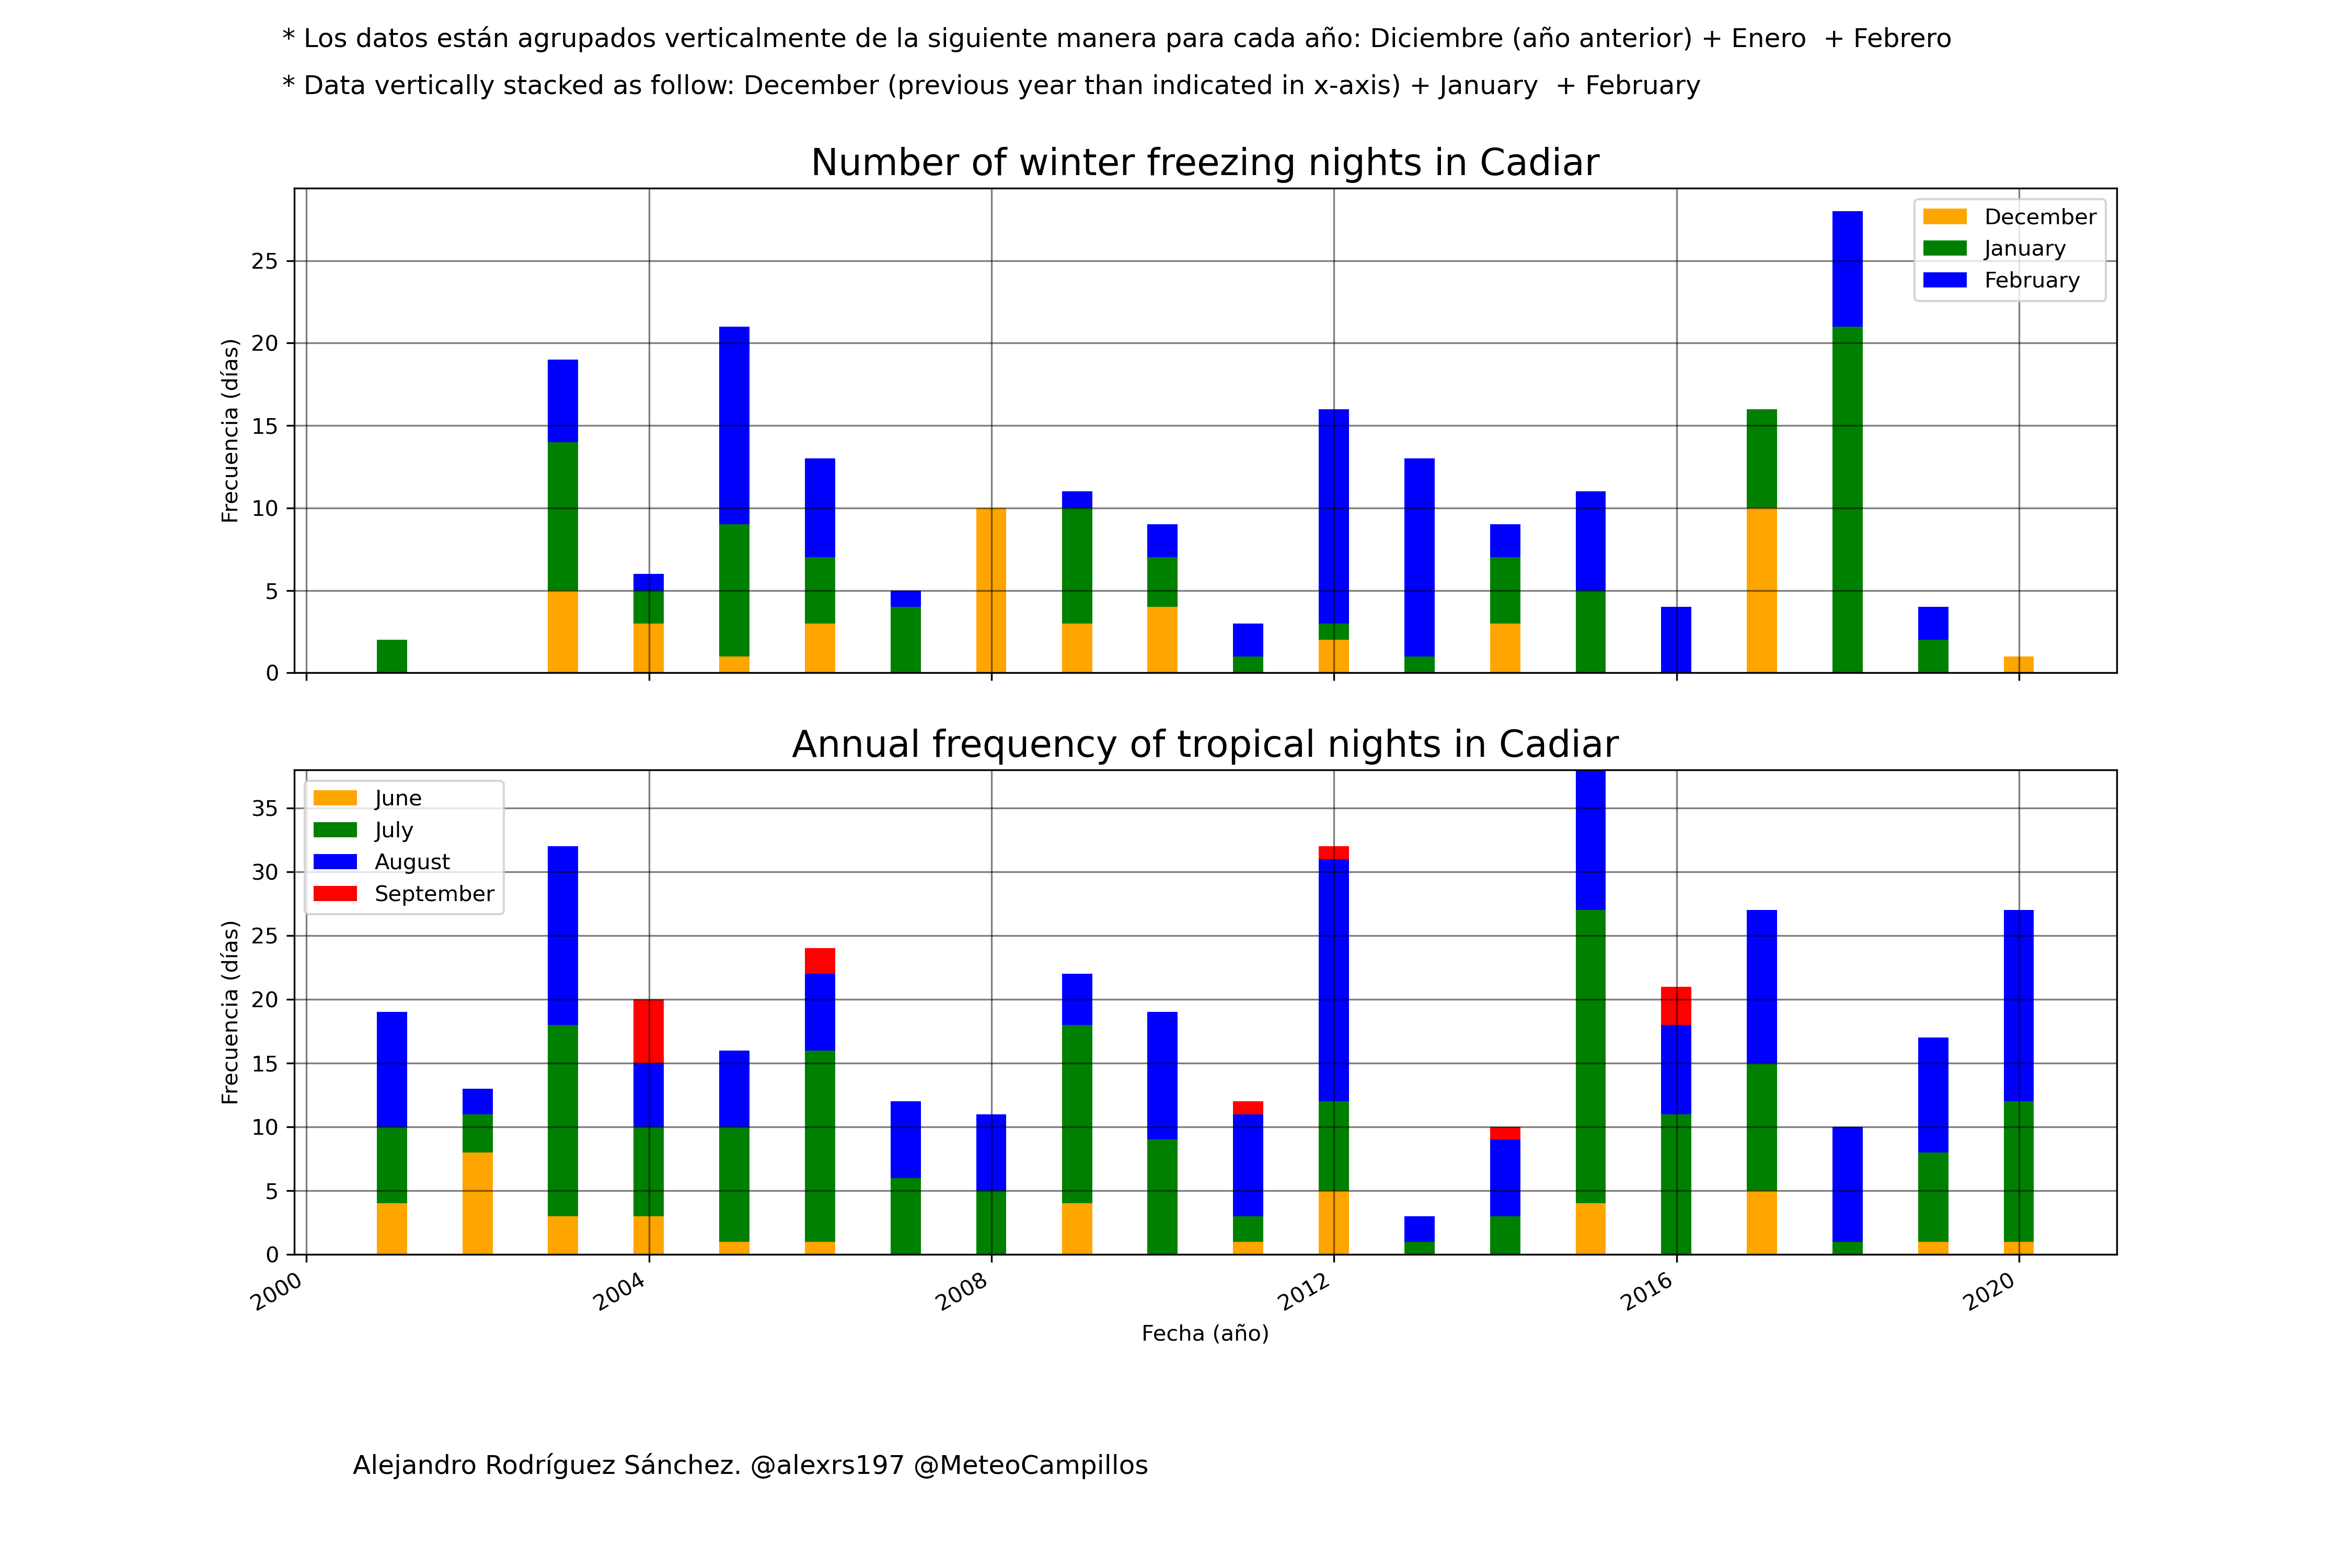 * Los datos están agrupados verticalmente de la siguiente manera para cada año: Diciembre (año anterior) + Enero  + Febrero
* Data vertically stacked as follow: December (previous year than indicated in x-axis) + January  + February
Number of winter freezing nights in Cadiar
December
January
February
25
20
15
10
5
0
Frecuencia (días)
Annual frequency of tropical nights in Cadiar
June
July
August
September
35
30
25
20
15
10
5
0
Frecuencia (días)
2000
2004
2008
2012
2016
2020
Fecha (año)
Alejandro Rodríguez Sánchez. @alexrs197 @MeteoCampillos